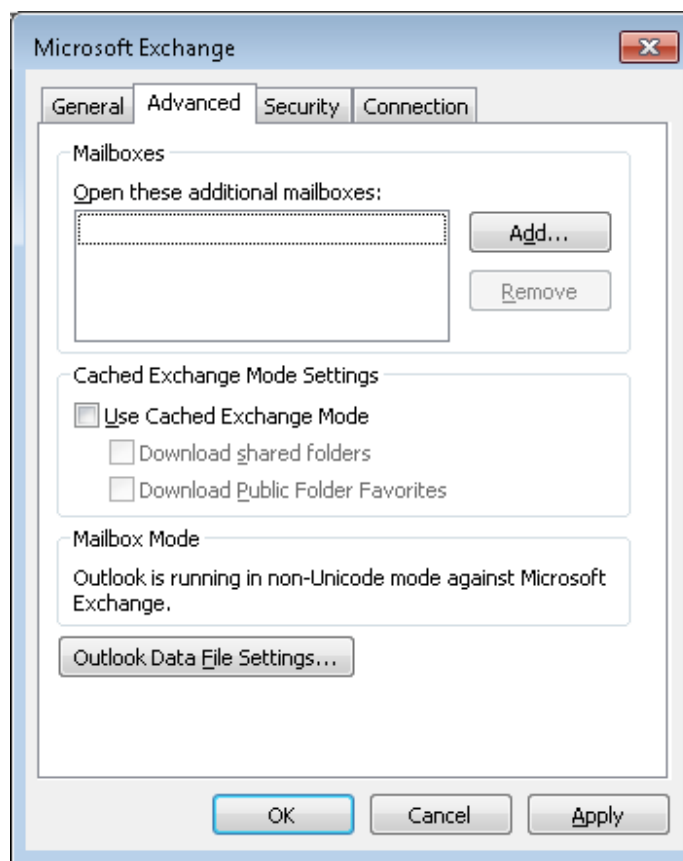 Microsoft Exchange
General Advanced Security Connection
Mailboxes
Open these additional mailboxes:
Add...
Remove
Cached Exchange Mode Settings
Use Cached Exchange Mode
Download shared folders
Download Public Folder Favorites
Mailbox Mode
Outlook is running in non-Unicode mode against Microsoft
Exchange.
Outlook Data File Settings...
OK Cancel Apply